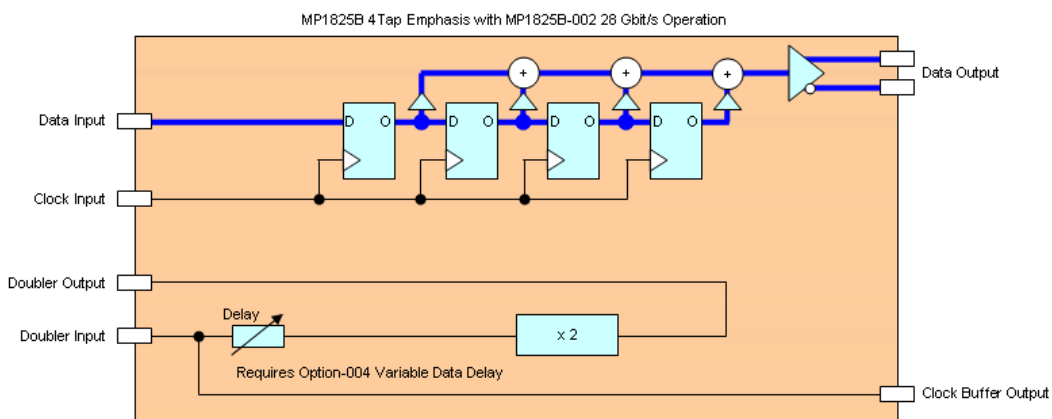 MP1825B 4Tap Emphasis with MP1825B-002 28 Gbit/s Operation
Data Output
+ + +
Data Input
D O D O D O D O
Clock Input
Doubler Output
Delay
Doubler Input
x 2
Requires Option-004 Variable Data Delay
Clock Buffer Output